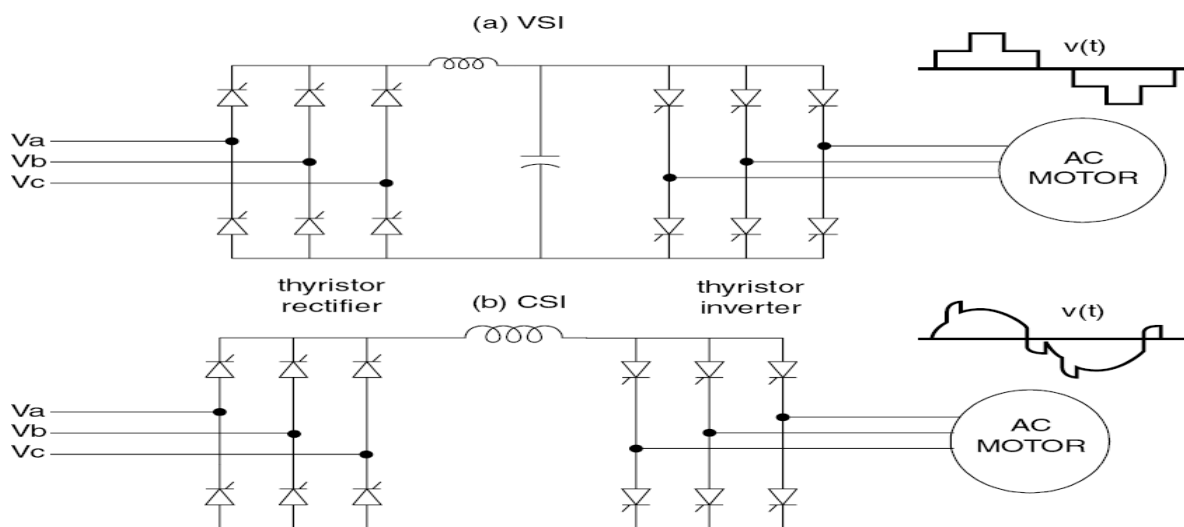 (a) VSI
v(t)
Va
Vb
Vc
AC
MOTOR
thyristor
rectifier
thyristor
inverter
(b) CSI
v(t)
Va
Vb
Vc
AC
MOTOR